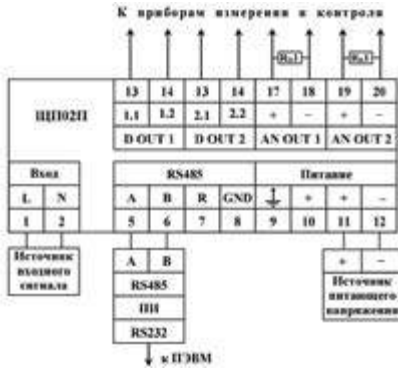 К приборам измерения и контроля
Rн1 Rн1
13 14 13 14 17 18 19 20
ЩП02П 1.1 1.2 2.1 2.2 + − + −
D OUT 1 D OUT 2 AN OUT 1 AN OUT 2
Вход RS485 Питание
L N A B R GND + + −
1 2 5 6 7 8 9 10 11 12
Источник входного сигнала
A B
RS485
ПИ
RS232
к ПЭВМ
+ −
Источник питающего напряжения